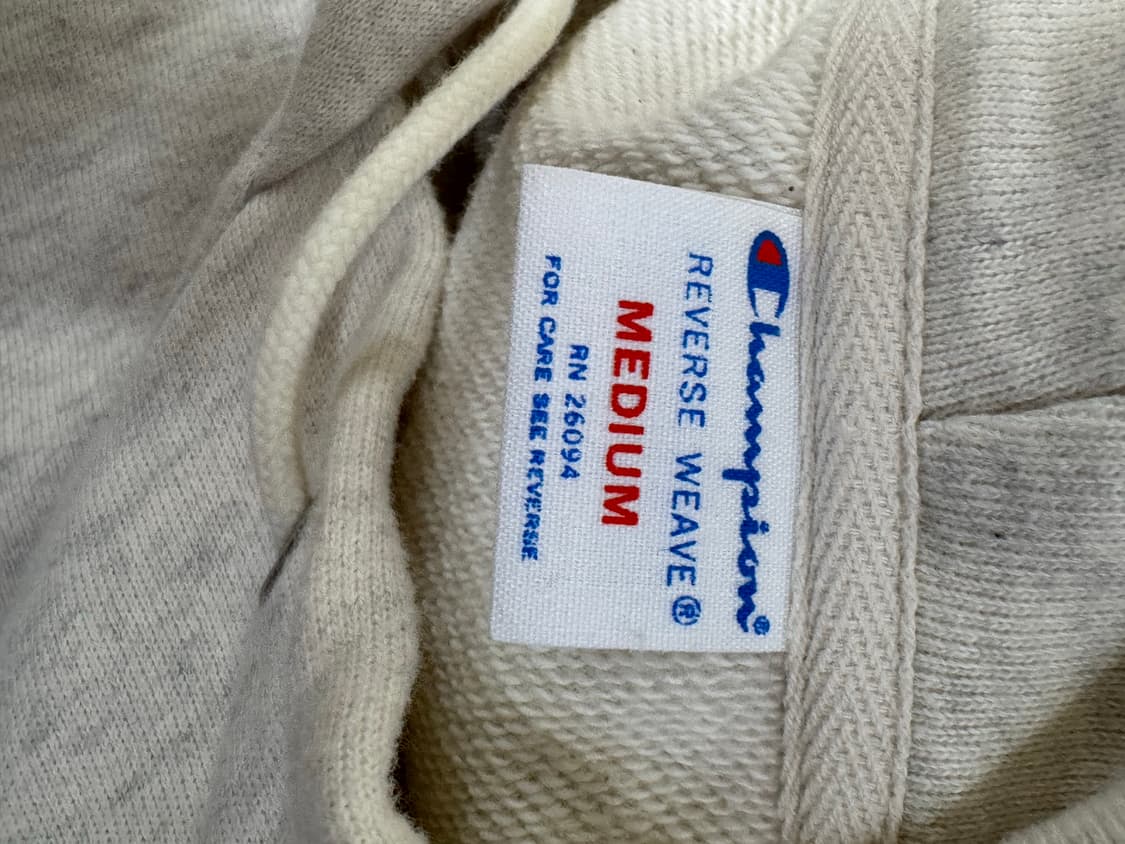 Champion®
REVERSE WEAVE®
MEDIUM
RN 26094
FOR CARE SEE REVERSE